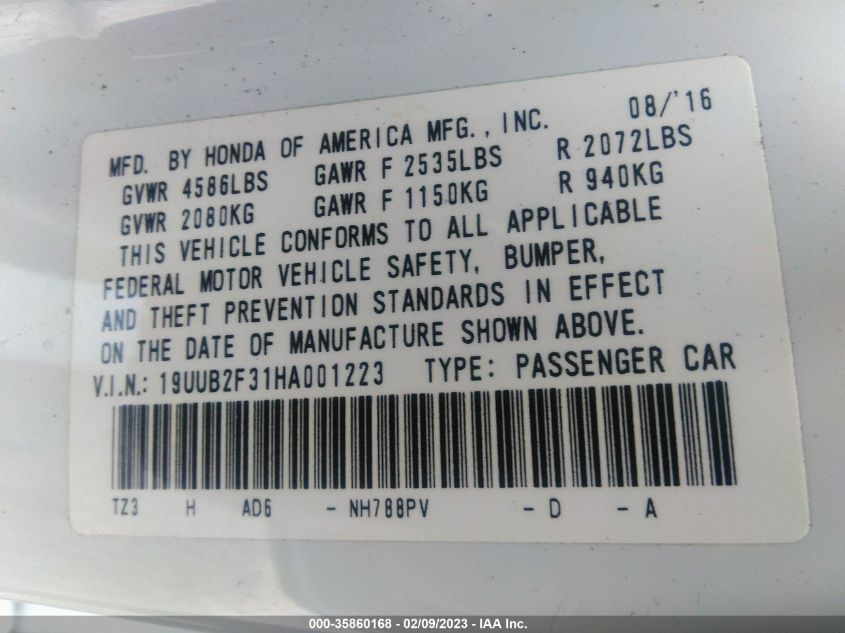 MFD. BY HONDA OF AMERICA MFG., INC. 08/'16
GVWR 4586LBS GAWR F 2535LBS R 2072LBS
GVWR 2080KG GAWR F 1150KG R 940KG
THIS VEHICLE CONFORMS TO ALL APPLICABLE
FEDERAL MOTOR VEHICLE SAFETY, BUMPER,
AND THEFT PREVENTION STANDARDS IN EFFECT
ON THE DATE OF MANUFACTURE SHOWN ABOVE.
V.I.N.: 19UUB2F31HA001223 TYPE: PASSENGER CAR
TZ3 H AD6 - NH788PV - D - A
000-35860168 - 02/09/2023 - IAA Inc.